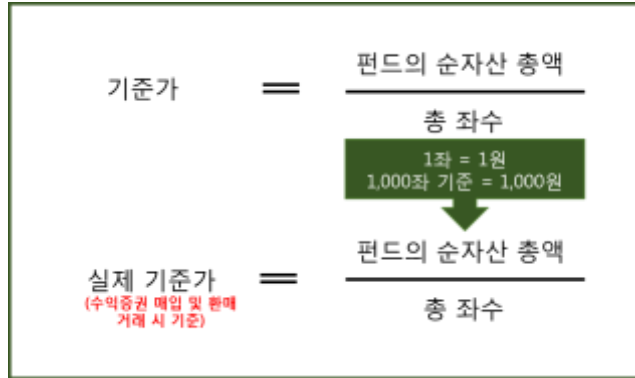 기준가 = 펀드의 순자산 총액
총 좌수
1좌 = 1원
1,000좌 기준 = 1,000원
실제 기준가 = 펀드의 순자산 총액
(수익증권 매입 및 환매
거래 시 기준)
총 좌수